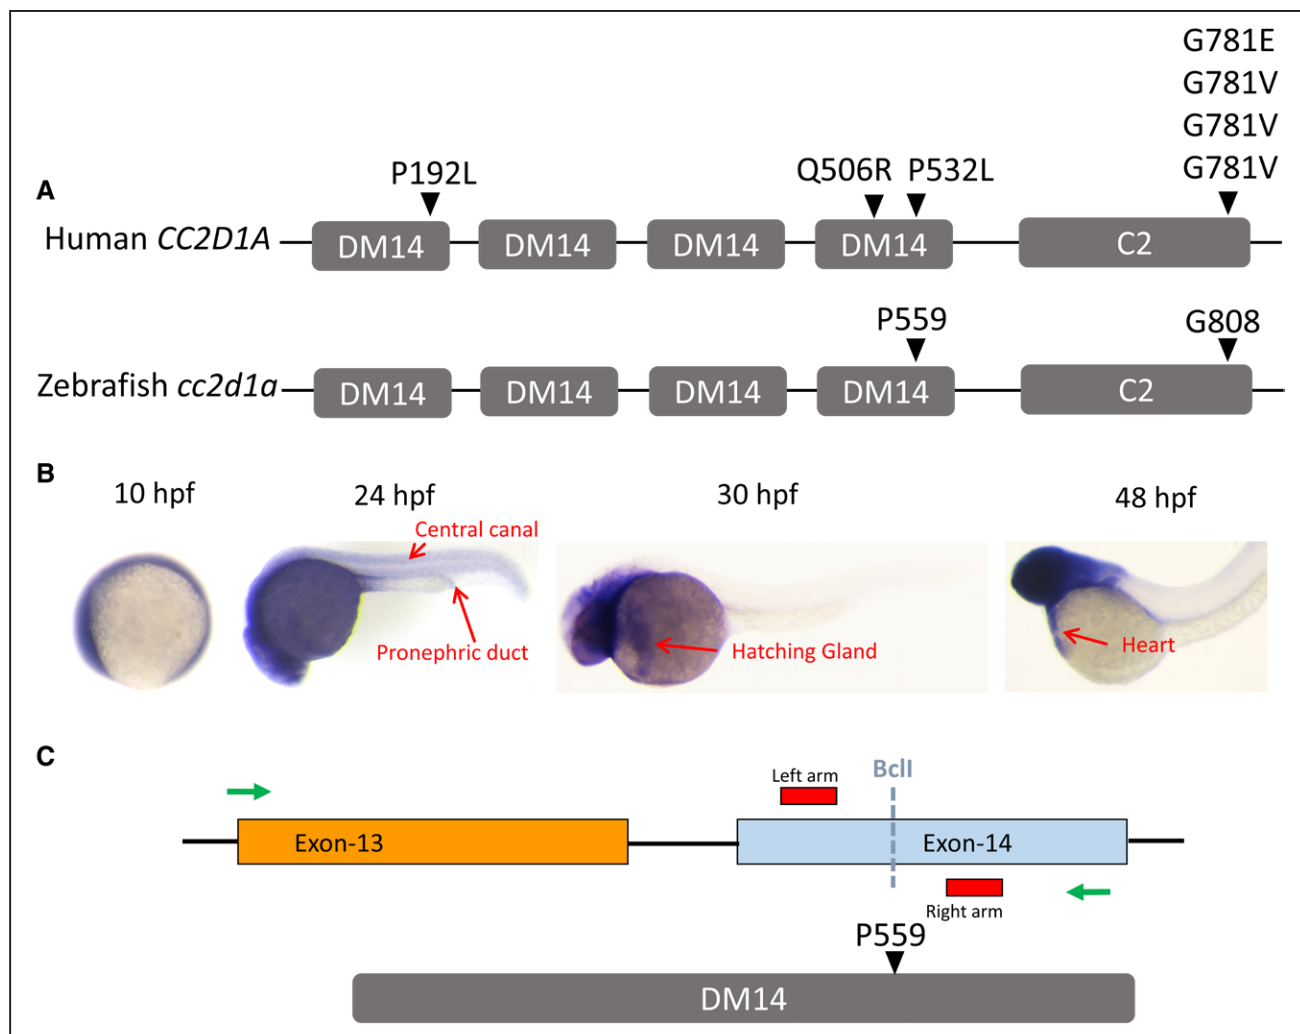 G781E
G781V
G781V
G781V
A
P192L
Q506R
P532L
Human CC2D1A
DM14 DM14 DM14 DM14 C2
P559
G808
Zebrafish cc2d1a
DM14 DM14 DM14 DM14 C2
B
10 hpf 24 hpf 30 hpf 48 hpf
Central canal
Pronephric duct
Hatching Gland
Heart
C
Left arm
BclI
Exon-13
Exon-14
Right arm
P559
DM14